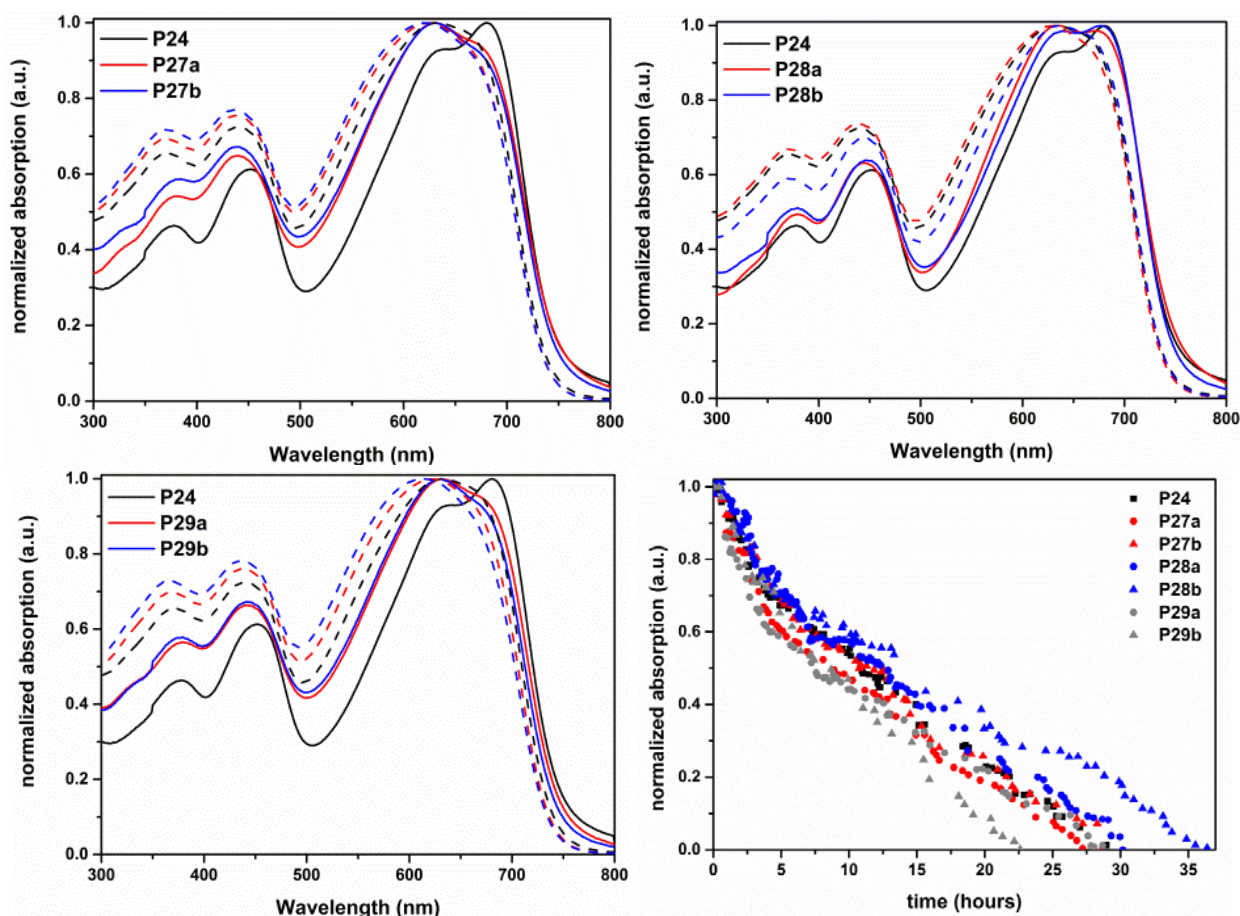 normalized absorption (a.u.)
1.0
0.8
0.6
0.4
0.2
0.0
P24
P27a
P27b
300 400 500 600 700 800
Wavelength (nm)
normalized absorption (a.u.)
1.0
0.8
0.6
0.4
0.2
0.0
P24
P28a
P28b
300 400 500 600 700 800
Wavelength (nm)
normalized absorption (a.u.)
1.0
0.8
0.6
0.4
0.2
0.0
P24
P29a
P29b
300 400 500 600 700 800
Wavelength (nm)
normalized absorption (a.u.)
1.0
0.8
0.6
0.4
0.2
0.0
P24
P27a
P27b
P28a
P28b
P29a
P29b
0 5 10 15 20 25 30 35
time (hours)